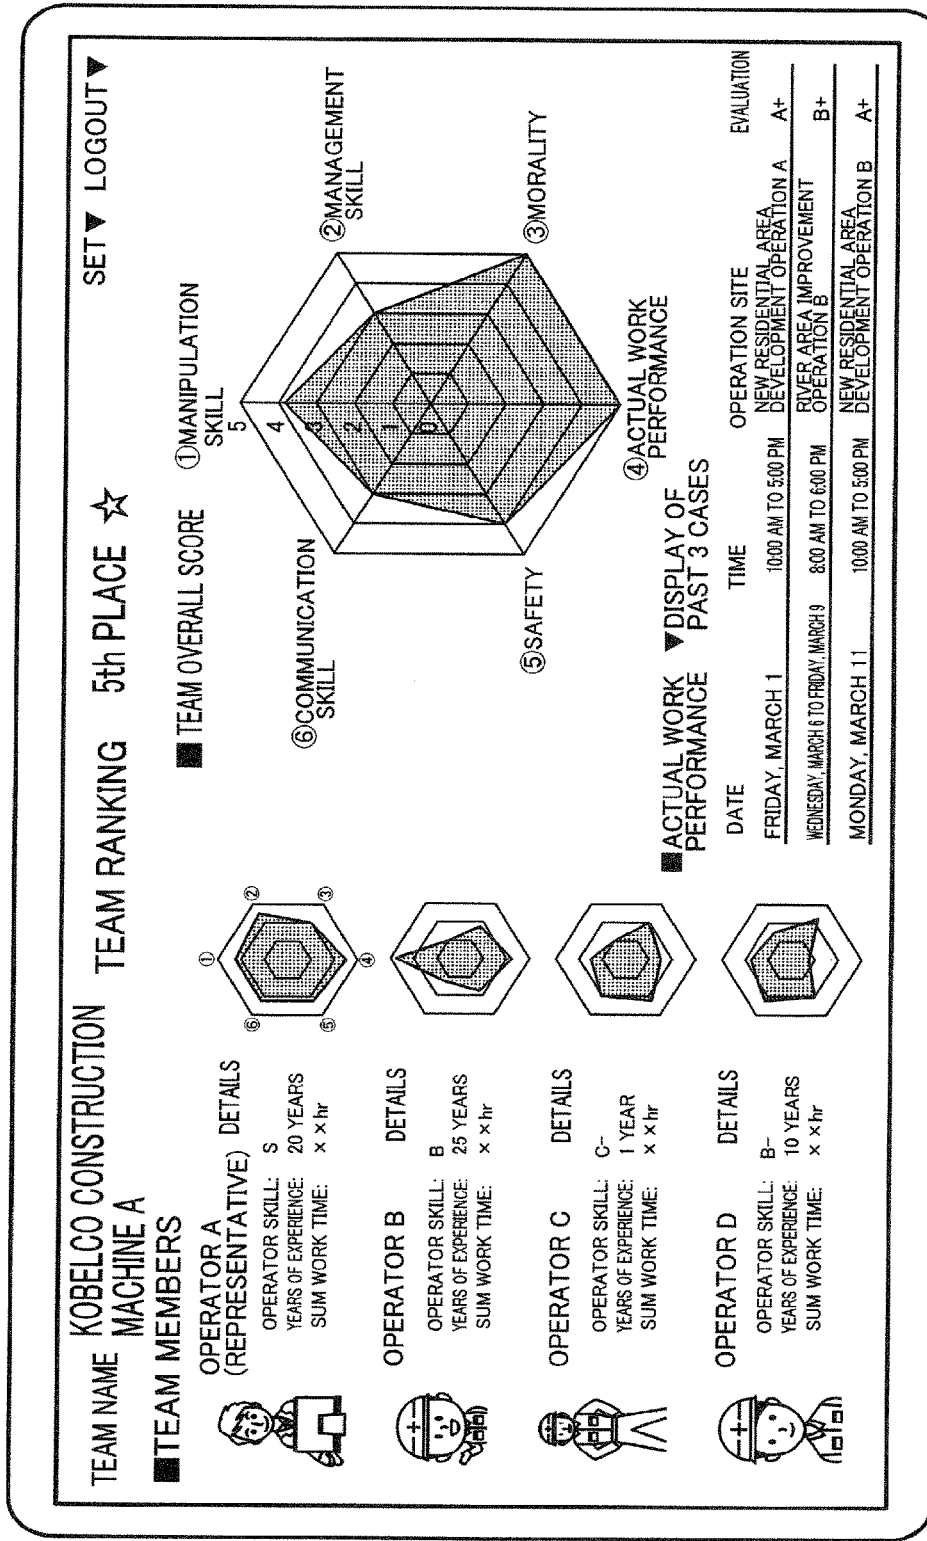 TEAM NAME KOBELCO CONSTRUCTION
MACHINE A
TEAM RANKING 5th PLACE ☆
SET▼ LOGOUT▼
■TEAM MEMBERS
OPERATOR A
(REPRESENTATIVE) DETAILS
OPERATOR SKILL: S
YEARS OF EXPERIENCE: 20 YEARS
SUM WORK TIME: × ×hr
①
②
③
④
⑤
⑥
OPERATOR B DETAILS
OPERATOR SKILL: B
YEARS OF EXPERIENCE: 25 YEARS
SUM WORK TIME: × ×hr
OPERATOR C DETAILS
OPERATOR SKILL: C-
YEARS OF EXPERIENCE: 1 YEAR
SUM WORK TIME: × ×hr
OPERATOR D DETAILS
OPERATOR SKILL: B-
YEARS OF EXPERIENCE: 10 YEARS
SUM WORK TIME: × ×hr
■TEAM OVERALL SCORE
①MANIPULATION
SKILL
②MANAGEMENT
SKILL
③MORALITY
④ACTUAL WORK
PERFORMANCE
⑤SAFETY
⑥COMMUNICATION
SKILL
5
4
3
2
1
0
■ACTUAL WORK
PERFORMANCE
▼DISPLAY OF
PAST 3 CASES
DATE TIME OPERATION SITE EVALUATION
FRIDAY, MARCH 1 10:00 AM TO 5:00 PM NEW RESIDENTIAL AREA
DEVELOPMENT OPERATION A A+
WEDNESDAY, MARCH 6 TO FRIDAY, MARCH 9 8:00 AM TO 6:00 PM RIVER AREA IMPROVEMENT
OPERATION B B+
MONDAY, MARCH 11 10:00 AM TO 5:00 PM NEW RESIDENTIAL AREA
DEVELOPMENT OPERATION B A+